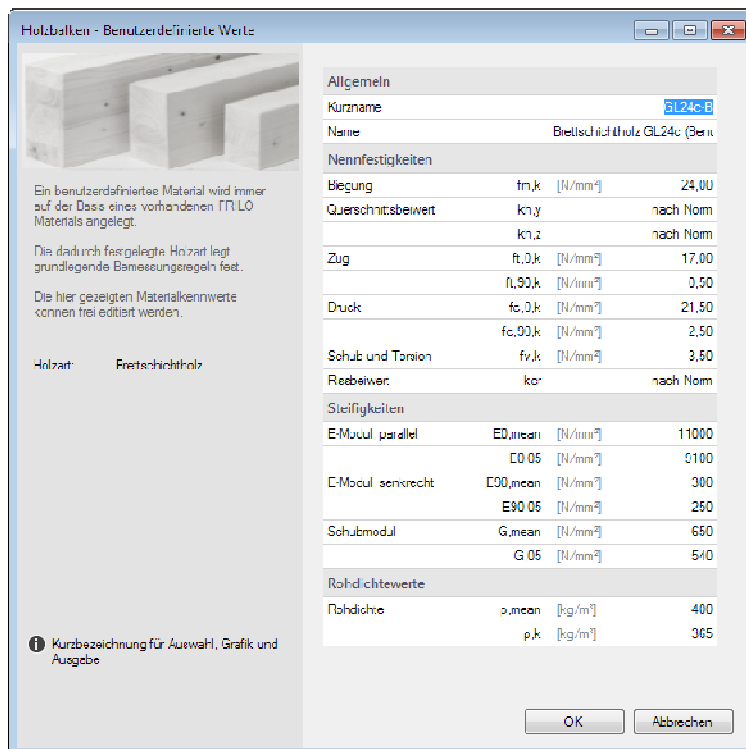 Holzbalken - Benutzerdefinierte Werte
Ein benutzerdefiniertes Material wird immer
auf der Basis eines vorhandenen FRILO
Materials angelegt.
Die dadurch festgelegte Holzart legt
grundlegende Bemessungsregeln fest.
Die hier gezeigten Materialkennwerte
können frei editiert werden.
Holzart: Brettschichtholz
Kurzbezeichnung für Auswahl, Grafik und
Ausgabe
Allgemein
Kurzname GL24c-B
Name Brettschichtholz GL24c (Benu
Nennfestigkeiten
Biegung fm,k [N/mm²] 24,00
Querschnittsbeiwert kh,y nach Norm
kh,z nach Norm
Zug ft,0,k [N/mm²] 17,00
ft,90,k [N/mm²] 0,50
Druck fc,0,k [N/mm²] 21,50
fc,90,k [N/mm²] 2,50
Schub und Torsion fv,k [N/mm²] 3,50
Rissbeiwert kcr nach Norm
Steifigkeiten
E-Modul parallel E0,mean [N/mm²] 11000
E0,05 [N/mm²] 9100
E-Modul senkrecht E90,mean [N/mm²] 300
E90,05 [N/mm²] 250
Schubmodul G,mean [N/mm²] 650
G,05 [N/mm²] 540
Rohdichtewerte
Rohdichte ρ,mean [kg/m³] 400
ρ,k [kg/m³] 365
OK Abbrechen